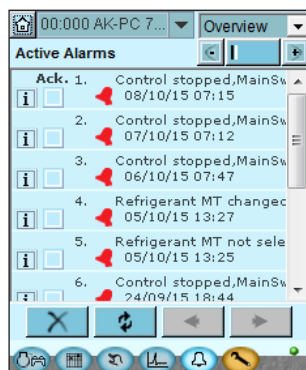 00:000 AK-PC 7... Overview
Active Alarms
Ack. 1. Control stopped,MainSw
08/10/15 07:15
2. Control stopped,MainSw
07/10/15 07:12
3. Control stopped,MainSw
06/10/15 07:47
4. Refrigerant MT changed
05/10/15 13:27
5. Refrigerant MT not sele
05/10/15 13:25
6. Control stopped,MainSw
24/09/15 18:44